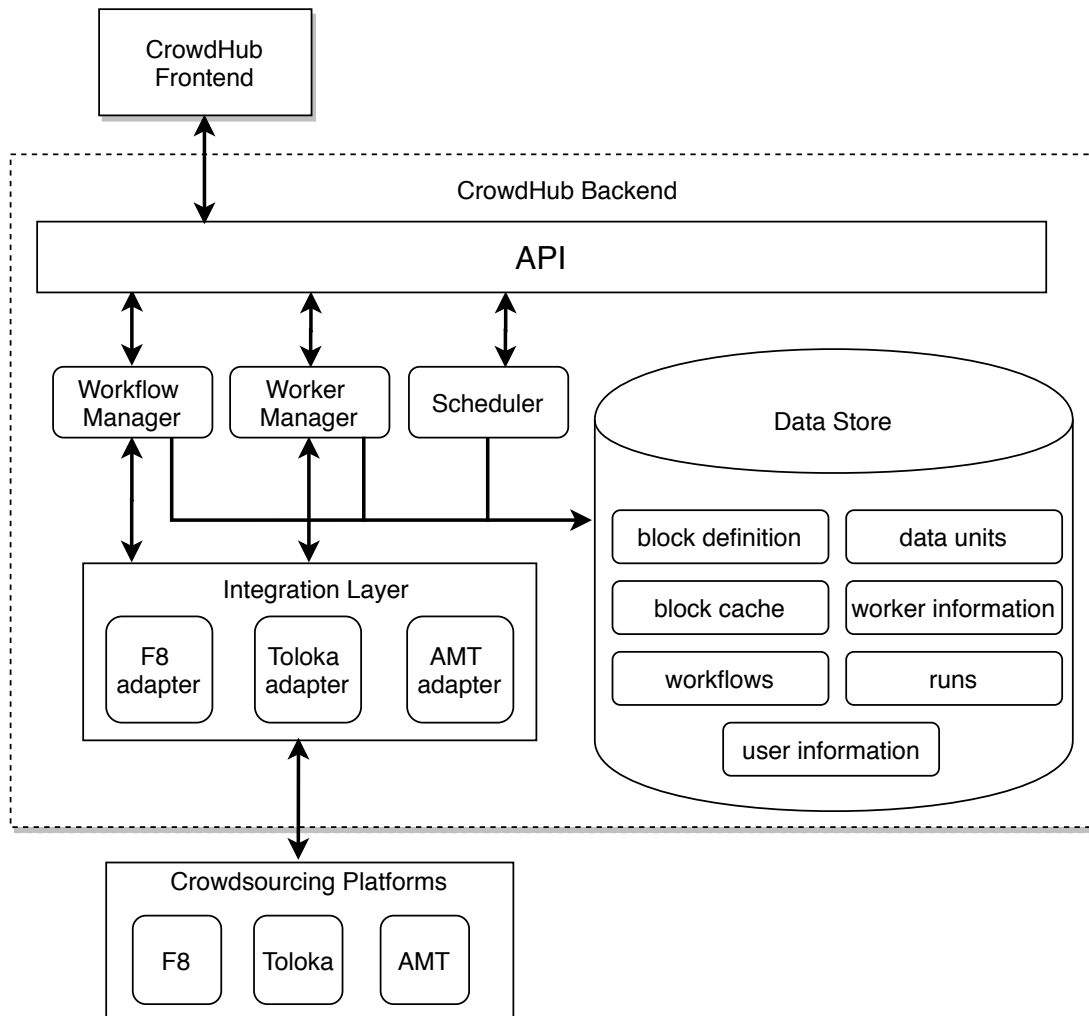 CrowdHub
Frontend
CrowdHub Backend
API
Workflow
Manager
Worker
Manager
Scheduler
Data Store
block definition
data units
block cache
worker information
workflows
runs
user information
Integration Layer
F8
adapter
Toloka
adapter
AMT
adapter
Crowdsourcing Platforms
F8
Toloka
AMT